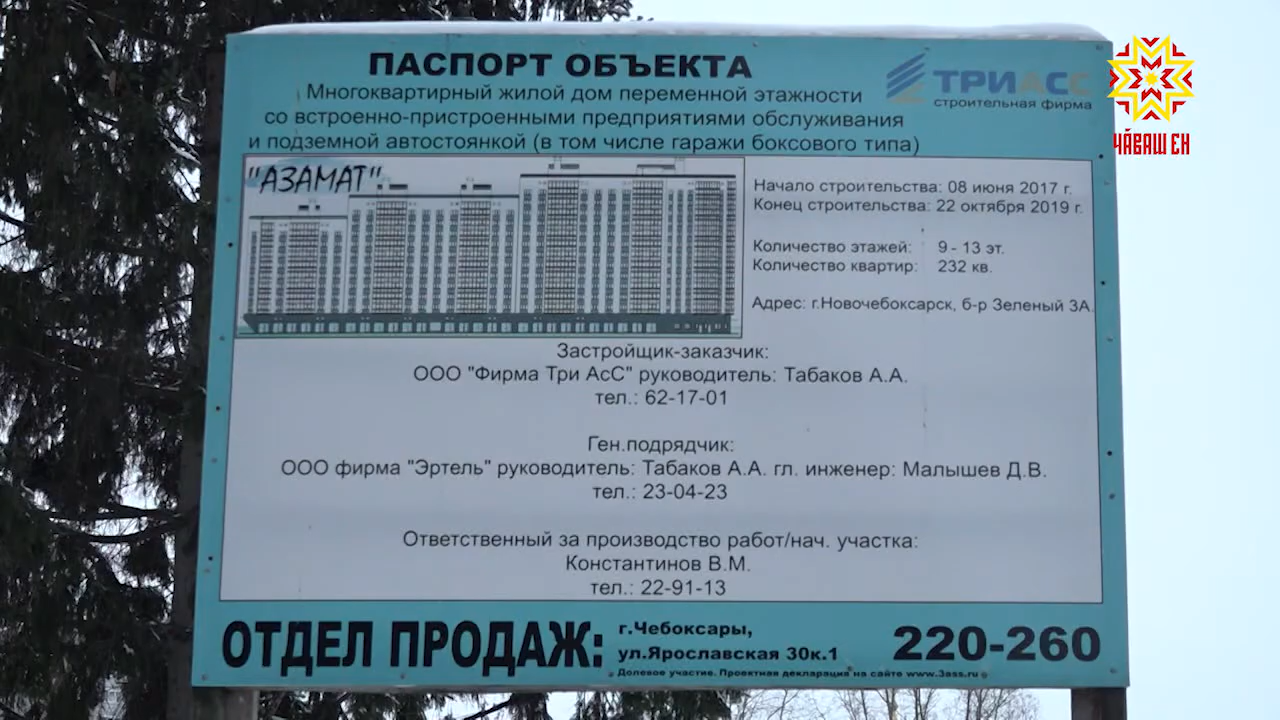 ПАСПОРТ ОБЪЕКТА
Многоквартирный жилой дом переменной этажности
со встроенно-пристроенными предприятиями обслуживания
и подземной автостоянкой (в том числе гаражи боксового типа)
ТРИАСС
строительная фирма
ЧӐВАШ ЕН
"АЗАМАТ"
Начало строительства: 08 июня 2017 г.
Конец строительства: 22 октября 2019 г.
Количество этажей: 9 - 13 эт.
Количество квартир: 232 кв.
Адрес: г.Новочебоксарск, б-р Зеленый 3А
Застройщик-заказчик:
ООО "Фирма Три АсС" руководитель: Табаков А.А.
тел.: 62-17-01
Ген.подрядчик:
ООО фирма "Эртель" руководитель: Табаков А.А. гл. инженер: Малышев Д.В.
тел.: 23-04-23
Ответственный за производство работ/нач. участка:
Константинов В.М.
тел.: 22-91-13
ОТДЕЛ ПРОДАЖ:
г.Чебоксары,
ул.Ярославская 30к.1
220-260
Долевое участие. Проектная декларация на сайте www.3ass.ru